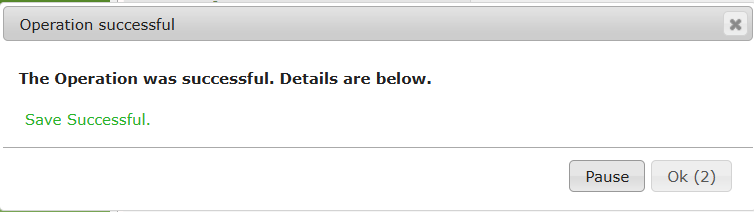 Operation successful
The Operation was successful. Details are below.
Save Successful.
Pause Ok (2)